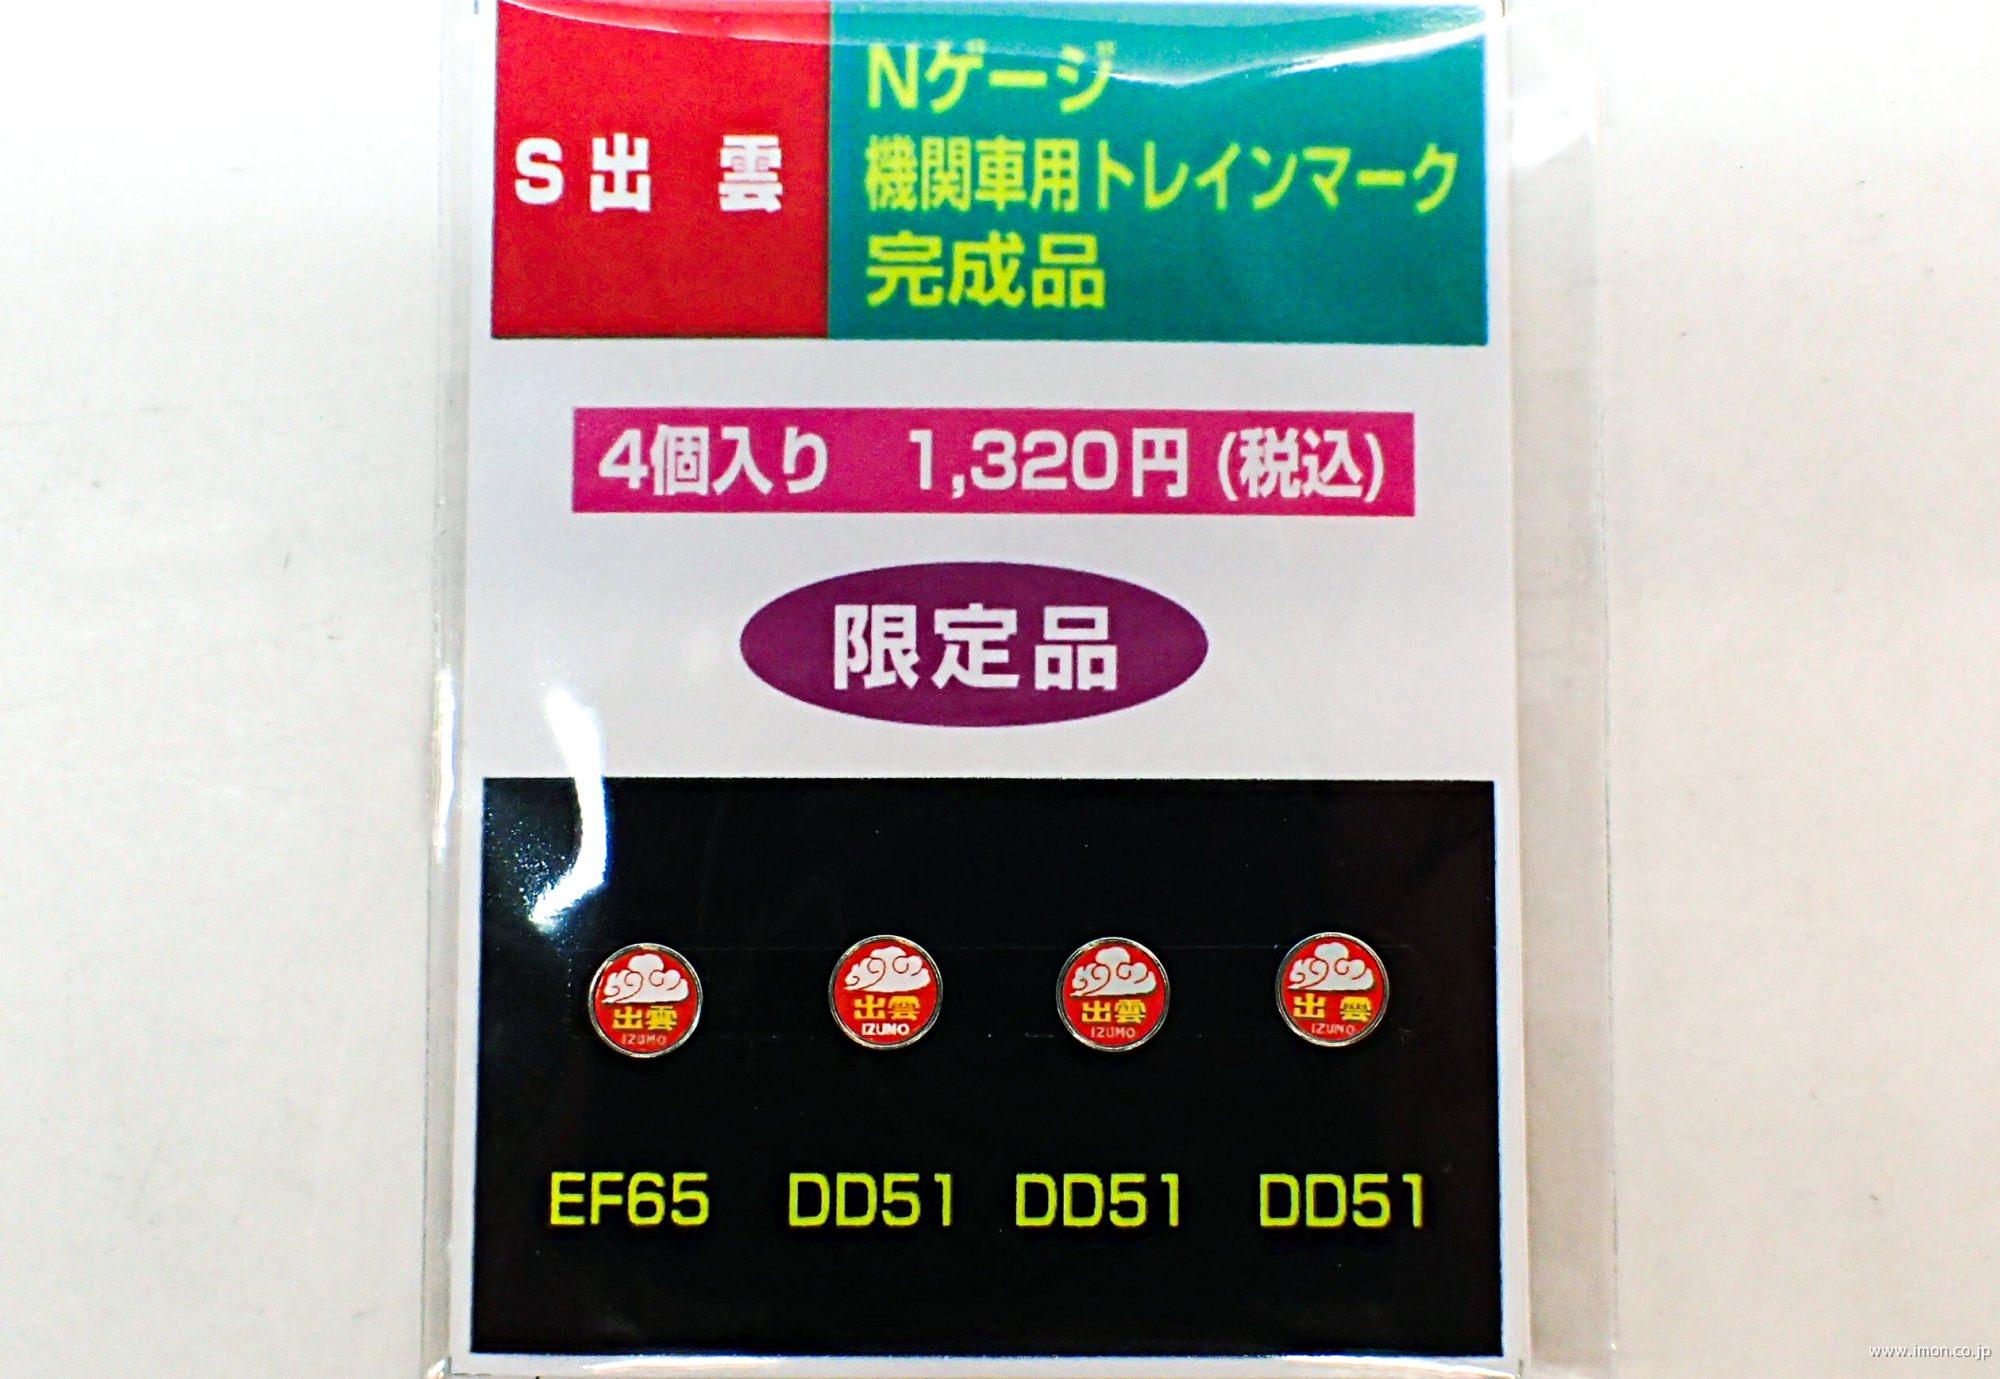 S出 雲
Nゲージ
機関車用トレインマーク
完成品
4個入り 1,320円(税込)
限定品
出雲
IZUMO
出雲
IZUMO
出雲
IZUMO
出雲
IZUMO
EF65 DD51 DD51 DD51
www.imon.co.jp